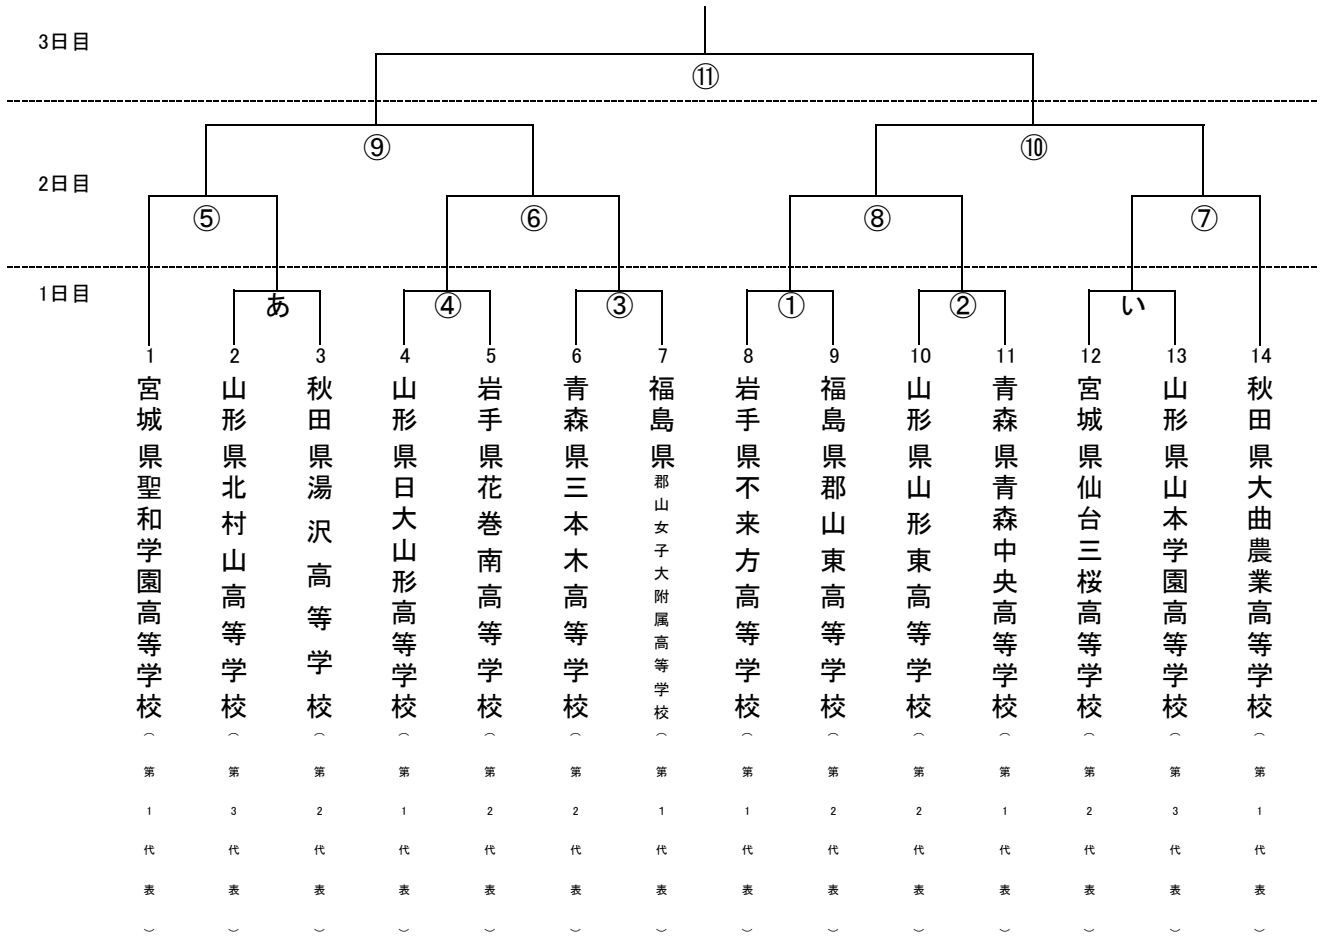 3日目
⑪
⑨
⑩
2日目
⑤
⑥
⑧
⑦
1日目
あ
④
③
①
②
い
1 宮城県聖和学園高等学校（第1代表）
2 山形県北村山高等学校（第3代表）
3 秋田県湯沢高等学校（第2代表）
4 山形県日大山形高等学校（第1代表）
5 岩手県花巻南高等学校（第2代表）
6 青森県三本木高等学校（第2代表）
7 福島県郡山女子大附属高等学校（第1代表）
8 岩手県不来方高等学校（第1代表）
9 福島県郡山東高等学校（第2代表）
10 山形県山形東高等学校（第2代表）
11 青森県青森中央高等学校（第1代表）
12 宮城県仙台三桜高等学校（第2代表）
13 山形県山本学園高等学校（第3代表）
14 秋田県大曲農業高等学校（第1代表）